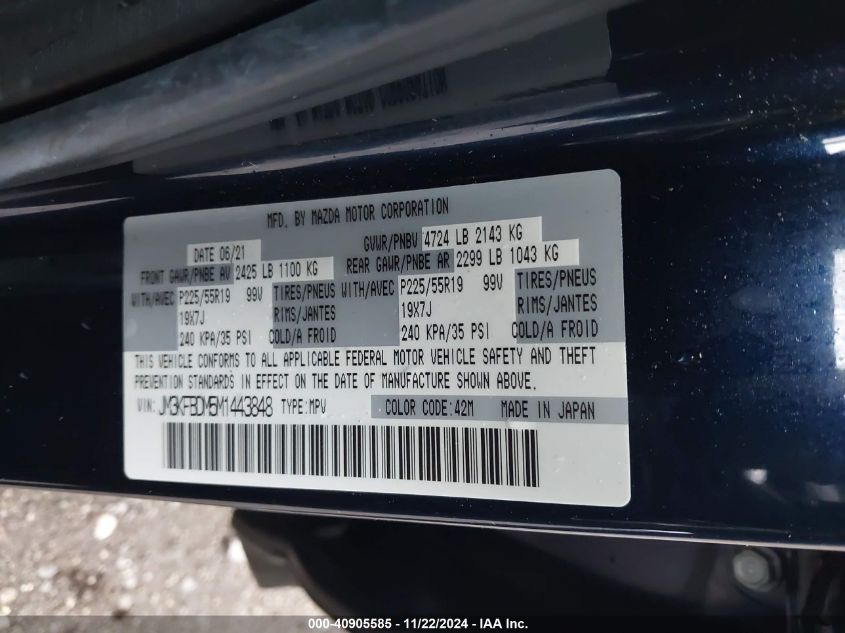 MFD. BY MAZDA MOTOR CORPORATION
DATE 06/21 GVWR/PNBV 4724 LB 2143 KG
FRONT GAWR/PNBE AV 2425 LB 1100 KG REAR GAWR/PNBE AR 2299 LB 1043 KG
WITH/AVEC P225/55R19 99V TIRES/PNEUS WITH/AVEC P225/55R19 99V TIRES/PNEUS
19X7J RIMS/JANTES 19X7J RIMS/JANTES
240 KPA/35 PSI COLD/A FROID 240 KPA/35 PSI COLD/A FROID
THIS VEHICLE CONFORMS TO ALL APPLICABLE FEDERAL MOTOR VEHICLE SAFETY AND THEFT
PREVENTION STANDARDS IN EFFECT ON THE DATE OF MANUFACTURE SHOWN ABOVE.
VIN: JM3KFBDM5M1443848 TYPE:MPV COLOR CODE:42M MADE IN JAPAN
000-40905585 - 11/22/2024 - IAA Inc.